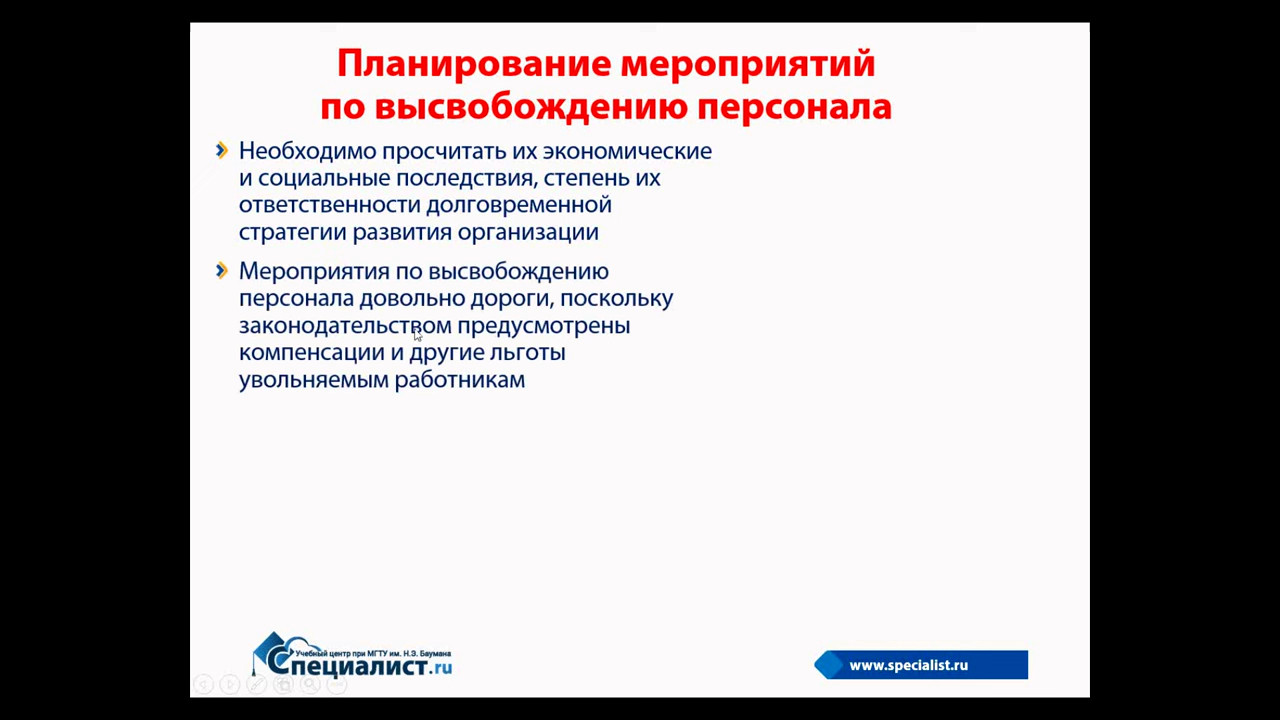 Планирование мероприятий
по высвобождению персонала
Необходимо просчитать их экономические
и социальные последствия, степень их
ответственности долговременной
стратегии развития организации
Мероприятия по высвобождению
персонала довольно дороги, поскольку
законодательством предусмотрены
компенсации и другие льготы
увольняемым работникам
Учебный центр при МГТУ им. Н.Э. Баумана
Специалист.ru
www.specialist.ru